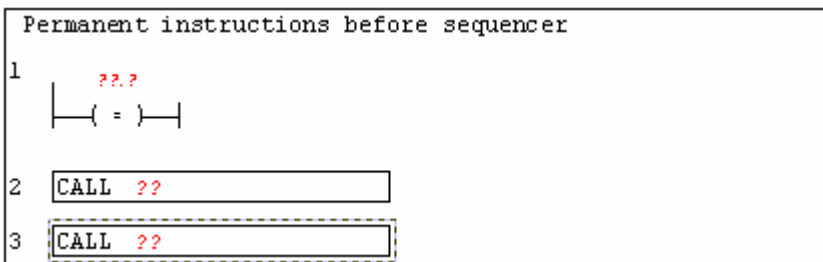 Permanent instructions before sequencer
1
??.?
( = )
2 CALL ??
3 CALL ??